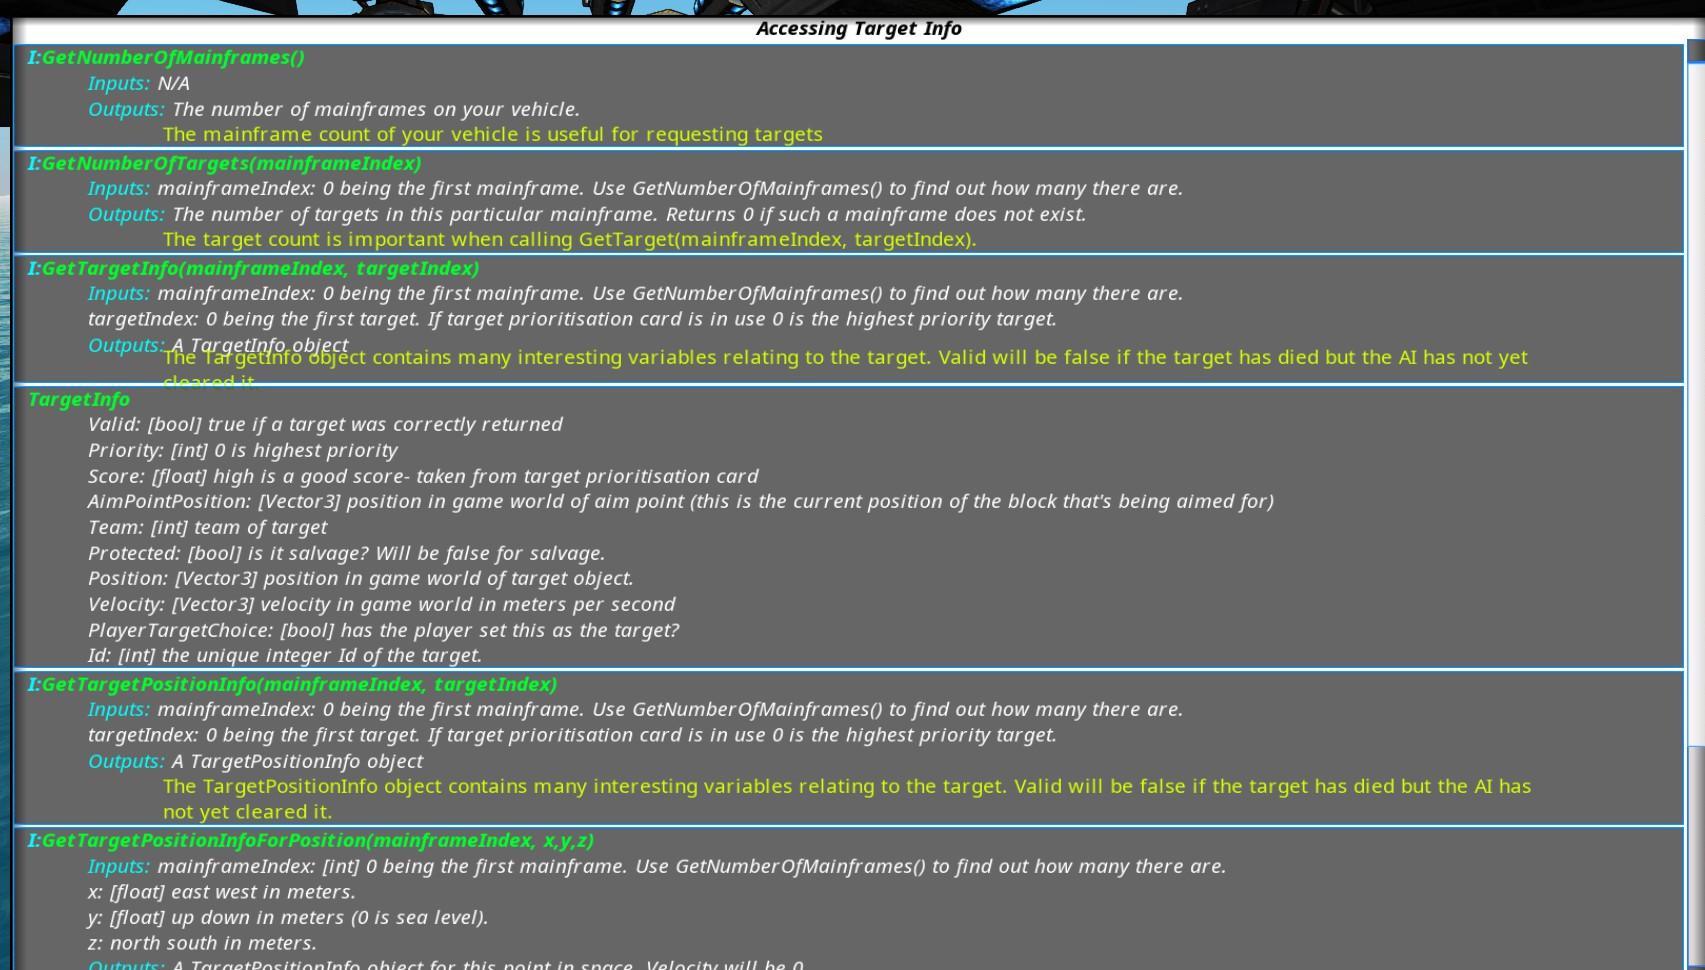 Accessing Target Info
I:GetNumberOfMainframes()
Inputs: N/A
Outputs: The number of mainframes on your vehicle.
The mainframe count of your vehicle is useful for requesting targets
I:GetNumberOfTargets(mainframeIndex)
Inputs: mainframeIndex: 0 being the first mainframe. Use GetNumberOfMainframes() to find out how many there are.
Outputs: The number of targets in this particular mainframe. Returns 0 if such a mainframe does not exist.
The target count is important when calling GetTarget(mainframeIndex, targetIndex).
I:GetTargetInfo(mainframeIndex, targetIndex)
Inputs: mainframeIndex: 0 being the first mainframe. Use GetNumberOfMainframes() to find out how many there are.
targetIndex: 0 being the first target. If target prioritisation card is in use 0 is the highest priority target.
Outputs: A TargetInfo object
The TargetInfo object contains many interesting variables relating to the target. Valid will be false if the target has died but the AI has not yet
cleared it.
TargetInfo
Valid: [bool] true if a target was correctly returned
Priority: [int] 0 is highest priority
Score: [float] high is a good score- taken from target prioritisation card
AimPointPosition: [Vector3] position in game world of aim point (this is the current position of the block that's being aimed for)
Team: [int] team of target
Protected: [bool] is it salvage? Will be false for salvage.
Position: [Vector3] position in game world of target object.
Velocity: [Vector3] velocity in game world in meters per second
PlayerTargetChoice: [bool] has the player set this as the target?
Id: [int] the unique integer Id of the target.
I:GetTargetPositionInfo(mainframeIndex, targetIndex)
Inputs: mainframeIndex: 0 being the first mainframe. Use GetNumberOfMainframes() to find out how many there are.
targetIndex: 0 being the first target. If target prioritisation card is in use 0 is the highest priority target.
Outputs: A TargetPositionInfo object
The TargetPositionInfo object contains many interesting variables relating to the target. Valid will be false if the target has died but the AI has
not yet cleared it.
I:GetTargetPositionInfoForPosition(mainframeIndex, x,y,z)
Inputs: mainframeIndex: [int] 0 being the first mainframe. Use GetNumberOfMainframes() to find out how many there are.
x: [float] east west in meters.
y: [float] up down in meters (0 is sea level).
z: north south in meters.
Outputs: A TargetPositionInfo object for this point in space. Velocity will be 0.